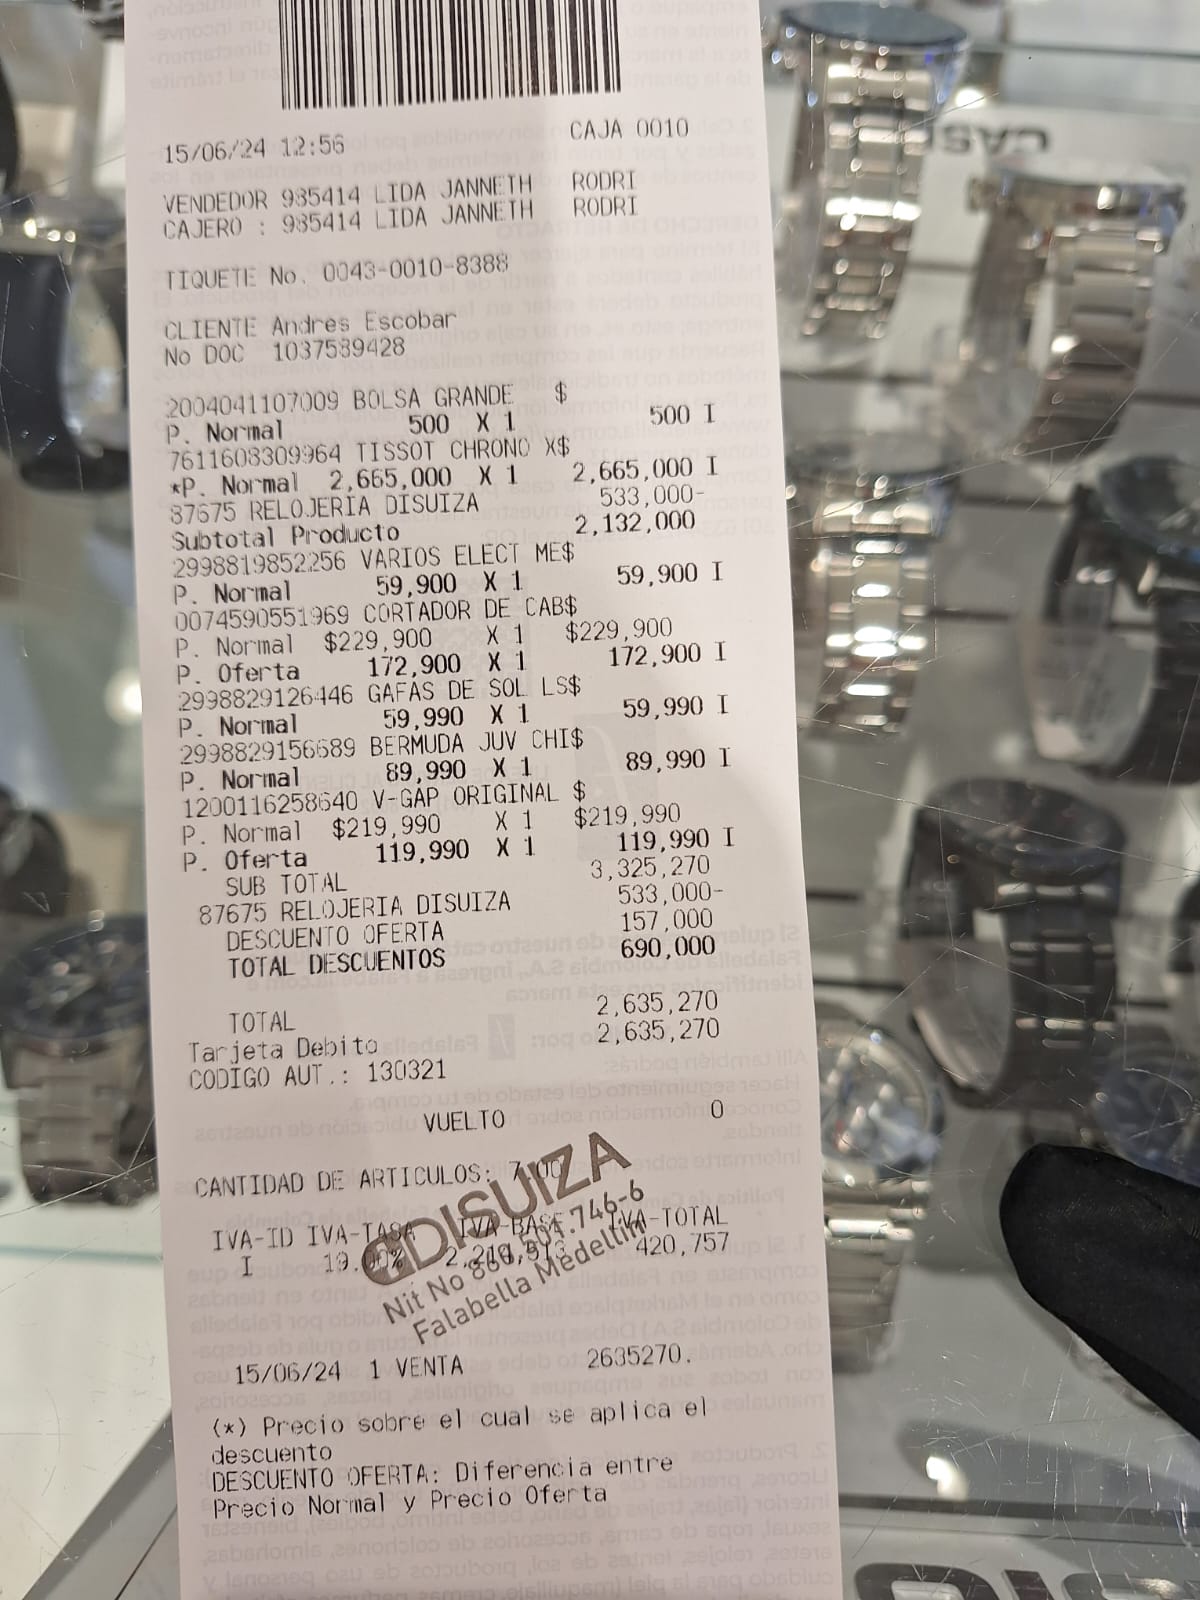 15/06/24 12:56 CAJA 0010
VENDEDOR 985414 LIDA JANNETH RODRI
CAJERO : 985414 LIDA JANNETH RODRI
TIQUETE No. 0043-0010-8388
CLIENTE Andres Escobar
No DOC 1037589428
2004041107009 BOLSA GRANDE $
P. Normal 500 X 1 500 I
7611608309964 TISSOT CHRONO X$
*P. Normal 2,665,000 X 1 2,665,000 I
87675 RELOJERIA DISUIZA 533,000-
Subtotal Producto 2,132,000
2998819852256 VARIOS ELECT ME$
P. Normal 59,900 X 1 59,900 I
0074590551969 CORTADOR DE CAB$
P. Normal $229,900 X 1 $229,900
P. Oferta 172,900 X 1 172,900 I
2998829126446 GAFAS DE SOL LS$
P. Normal 59,990 X 1 59,990 I
2998829156689 BERMUDA JUV CHI$
P. Normal 89,990 X 1 89,990 I
1200116258640 V-GAP ORIGINAL $
P. Normal $219,990 X 1 $219,990
P. Oferta 119,990 X 1 119,990 I
SUB TOTAL 3,325,270
87675 RELOJERIA DISUIZA 533,000-
DESCUENTO OFERTA 157,000
TOTAL DESCUENTOS 690,000
TOTAL 2,635,270
Tarjeta Debito 2,635,270
CODIGO AUT.: 130321
VUELTO 0
CANTIDAD DE ARTICULOS: 7.00
IVA-ID IVA-TASA IVA-BASE IVA-TOTAL
I 19.00% 420,757
DISUIZA
Nit No
Falabella Medellin
15/06/24 1 VENTA 2635270.
(*) Precio sobre el cual se aplica el
descuento
DESCUENTO OFERTA: Diferencia entre
Precio Normal y Precio Oferta